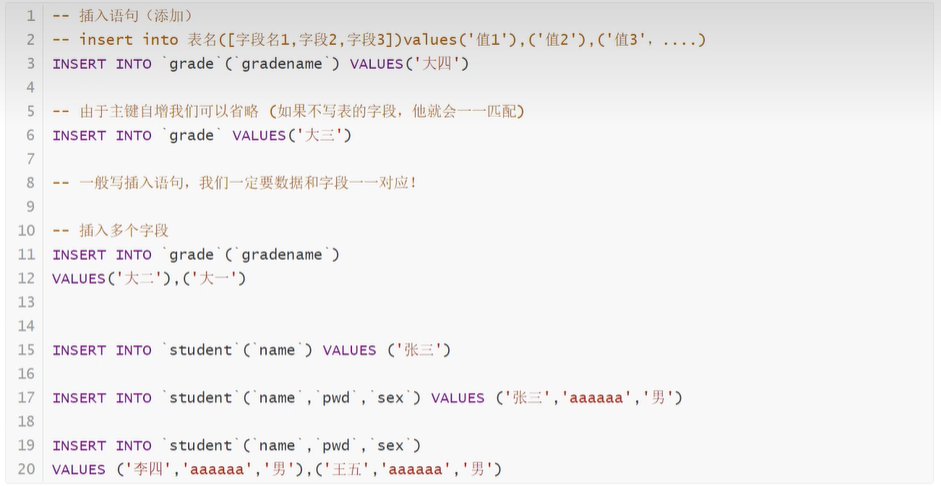 1 -- 插入语句（添加）
2 -- insert into 表名([字段名1,字段2,字段3])values('值1'),('值2'),('值3'，....)
3 INSERT INTO `grade`(`gradename`) VALUES('大四')
4
5 -- 由于主键自增我们可以省略 (如果不写表的字段，他就会一一匹配)
6 INSERT INTO `grade` VALUES('大三')
7
8 -- 一般写插入语句，我们一定要数据和字段一一对应！
9
10 -- 插入多个字段
11 INSERT INTO `grade`(`gradename`)
12 VALUES('大二'),('大一')
13
14
15 INSERT INTO `student`(`name`) VALUES ('张三')
16
17 INSERT INTO `student`(`name`,`pwd`,`sex`) VALUES ('张三','aaaaaa','男')
18
19 INSERT INTO `student`(`name`,`pwd`,`sex`)
20 VALUES ('李四','aaaaaa','男'),('王五','aaaaaa','男')